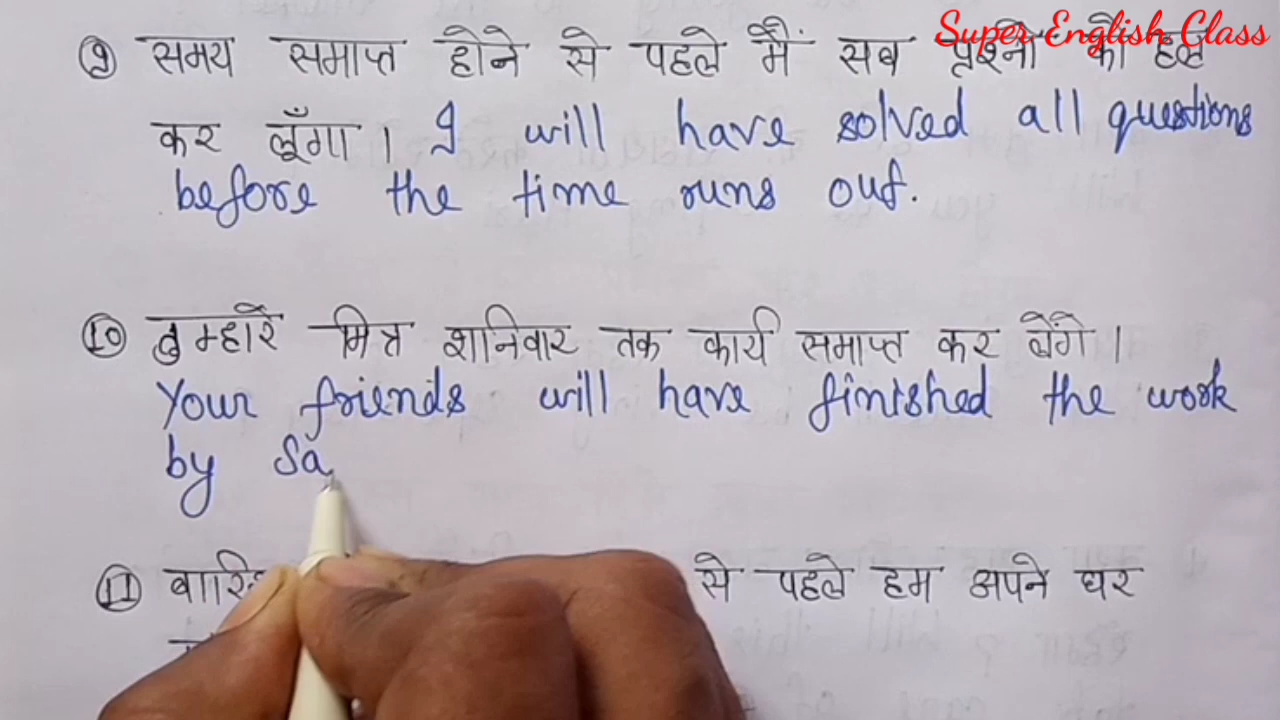 Super English Class
९ समय समाप्त होने से पहले मैं सब प्रश्नों को हल
कर लूँगा। I will have solved all questions
before the time runs out.
10 तुम्हारे मित्र शनिवार तक कार्य समाप्त कर लेंगे।
Your friends will have finished the work
by Sa
11 से पहले हम अपने घर